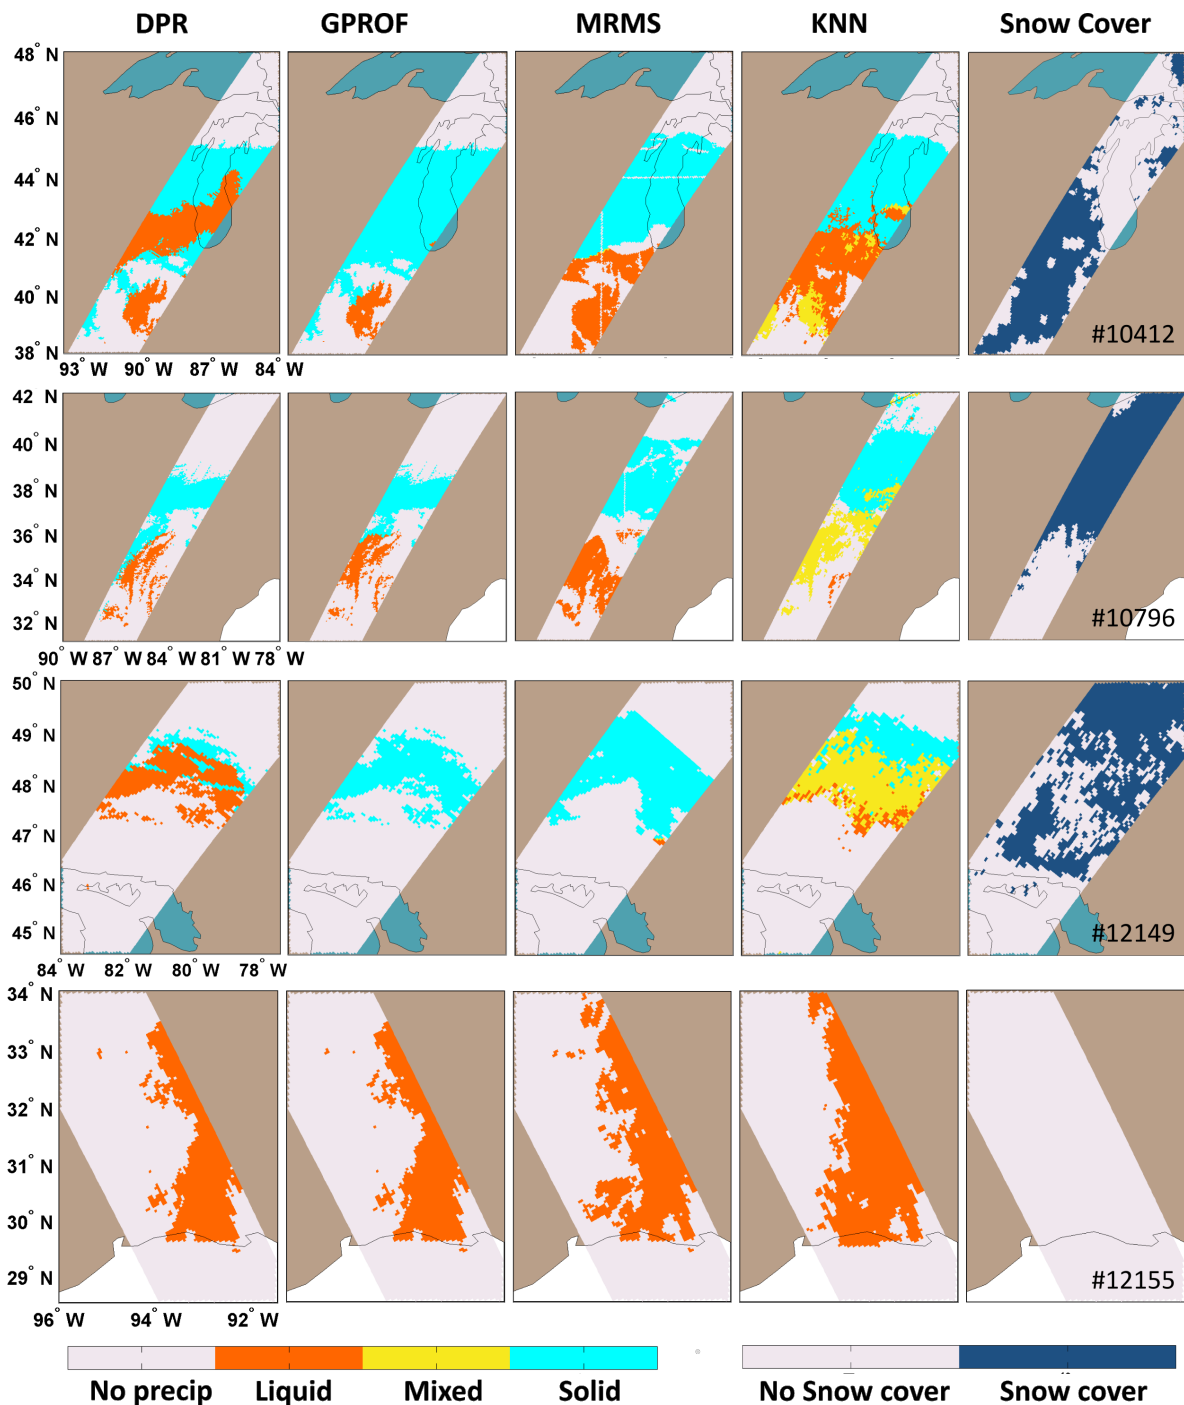 DPR GPROF MRMS KNN Snow Cover
48° N
46° N
44° N
42° N
40° N
38° N
#10412
93° W 90° W 87° W 84° W
42° N
40° N
38° N
36° N
34° N
32° N
#10796
90° W 87° W 84° W 81° W 78° W
50° N
49° N
48° N
47° N
46° N
45° N
#12149
84° W 82° W 80° W 78° W
34° N
33° N
32° N
31° N
30° N
29° N
#12155
96° W 94° W 92° W
No precip Liquid Mixed Solid No Snow cover Snow cover